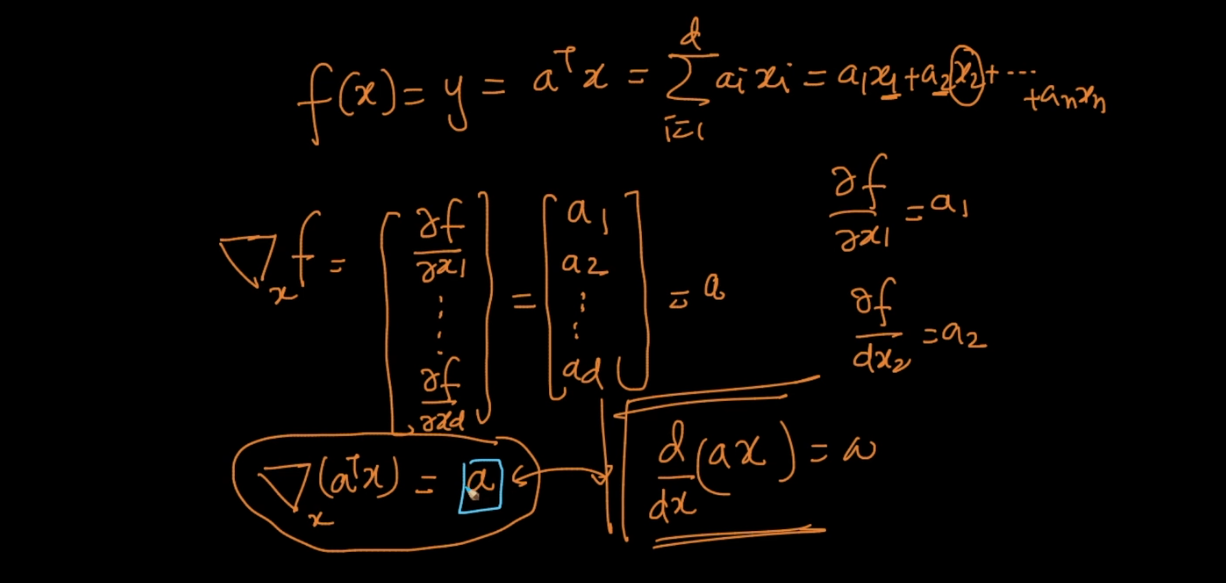 f(x) = y = aᵀx = ∑_{i=1}^{d} aᵢxᵢ = a₁x₁ + a₂x₂ + ⋯ + aₙxₙ
∇ₓf = [∂f/∂x₁ ⋮ ∂f/∂x_d] = [a₁ a₂ ⋮ a_d] = a
∂f/∂x₁ = a₁
∂f/dx₂ = a₂
∇ₓ(aᵀx) = a
d/dx (ax) = a